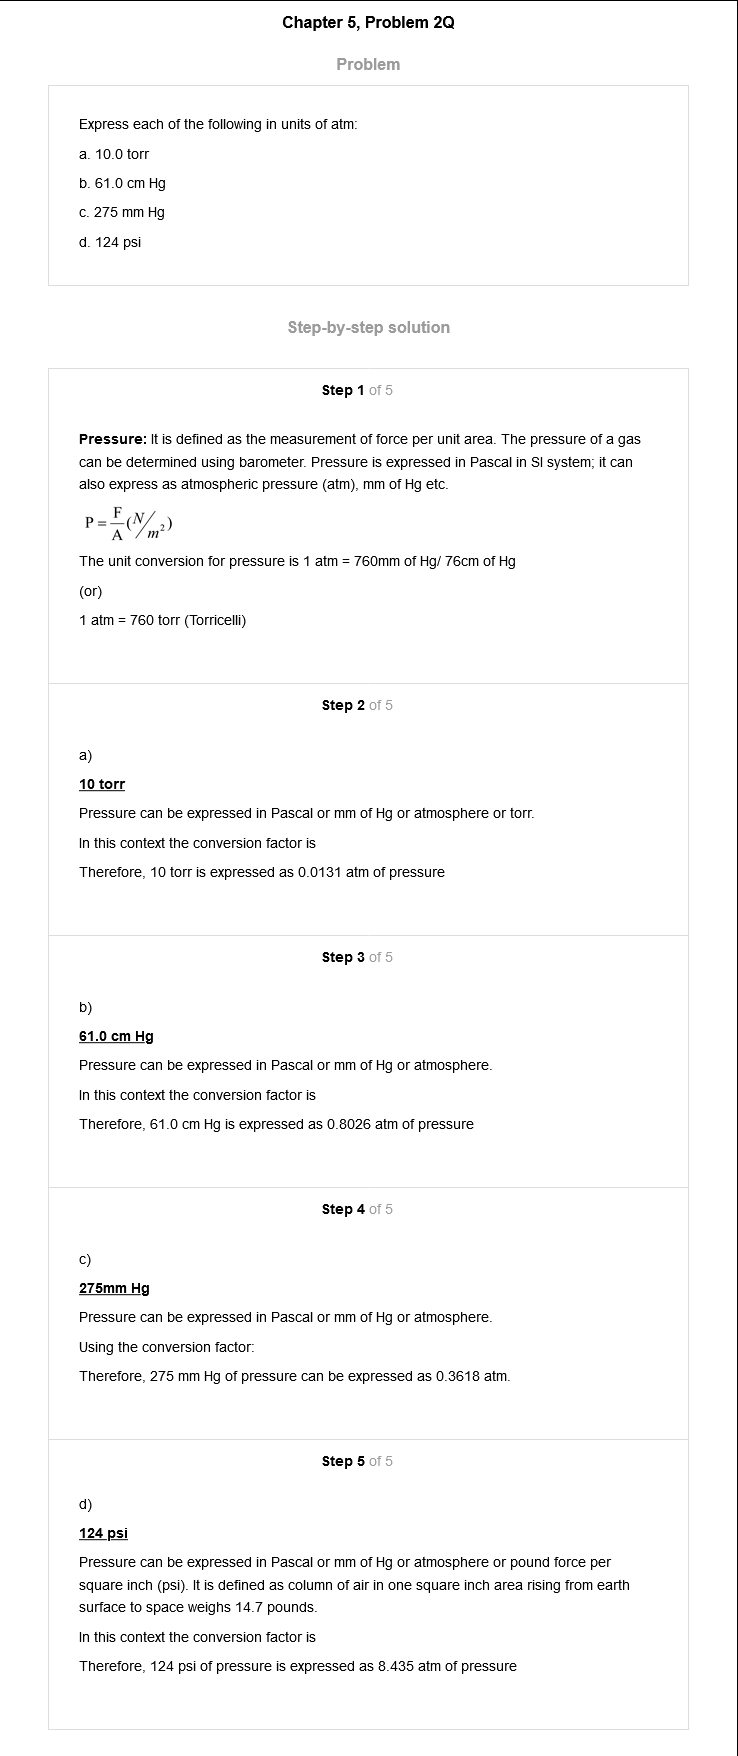 Chapter 5, Problem 2Q
Problem
Express each of the following in units of atm:
a. 10.0 torr
b. 61.0 cm Hg
c. 275 mm Hg
d. 124 psi
Step-by-step solution
Step 1 of 5
Pressure: It is defined as the measurement of force per unit area. The pressure of a gas
can be determined using barometer. Pressure is expressed in Pascal in SI system; it can
also express as atmospheric pressure (atm), mm of Hg etc.
P = F/A (N/m²)
The unit conversion for pressure is 1 atm = 760mm of Hg/ 76cm of Hg
(or)
1 atm = 760 torr (Torricelli)
Step 2 of 5
a)
10 torr
Pressure can be expressed in Pascal or mm of Hg or atmosphere or torr.
In this context the conversion factor is
Therefore, 10 torr is expressed as 0.0131 atm of pressure
Step 3 of 5
b)
61.0 cm Hg
Pressure can be expressed in Pascal or mm of Hg or atmosphere.
In this context the conversion factor is
Therefore, 61.0 cm Hg is expressed as 0.8026 atm of pressure
Step 4 of 5
c)
275mm Hg
Pressure can be expressed in Pascal or mm of Hg or atmosphere.
Using the conversion factor:
Therefore, 275 mm Hg of pressure can be expressed as 0.3618 atm.
Step 5 of 5
d)
124 psi
Pressure can be expressed in Pascal or mm of Hg or atmosphere or pound force per
square inch (psi). It is defined as column of air in one square inch area rising from earth
surface to space weighs 14.7 pounds.
In this context the conversion factor is
Therefore, 124 psi of pressure is expressed as 8.435 atm of pressure